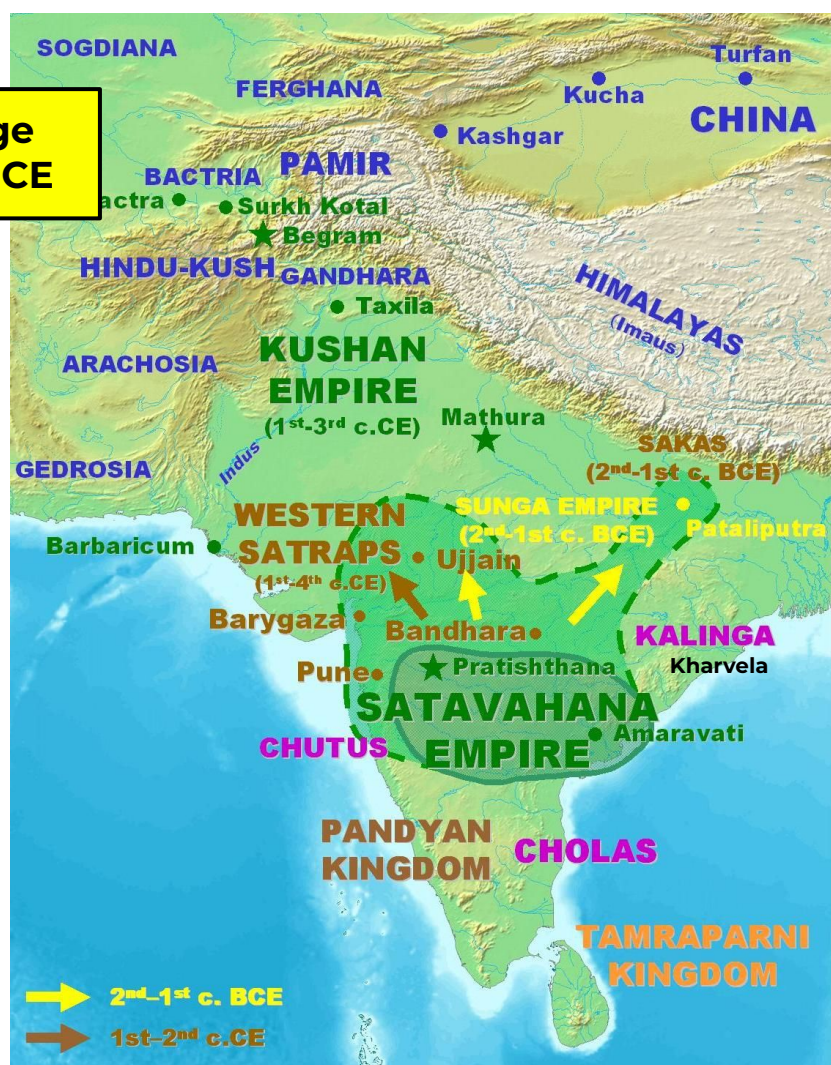 SOGDIANA
Turfan
FERGHANA
Kucha
CHINA
ge
CE
Kashgar
PAMIR
BACTRIA
actra
Surkh Kotal
Begram
HINDU-KUSH
GANDHARA
HIMALAYAS
(Imaus)
Taxila
ARACHOSIA
KUSHAN
EMPIRE
(1st-3rd c.CE)
Mathura
SAKAS
(2nd-1st c. BCE)
GEDROSIA
Indus
SUNGA EMPIRE
(2nd-1st c. BCE)
Pataliputra
WESTERN
SATRAPS
(1st-4th c.CE)
Barbaricum
Ujjain
Barygaza
Bandhara
KALINGA
Kharvela
Pune
Pratishthana
SATAVAHANA
EMPIRE
Amaravati
CHUTUS
PANDYAN
KINGDOM
CHOLAS
TAMRAPARNI
KINGDOM
2nd–1st c. BCE
1st–2nd c.CE